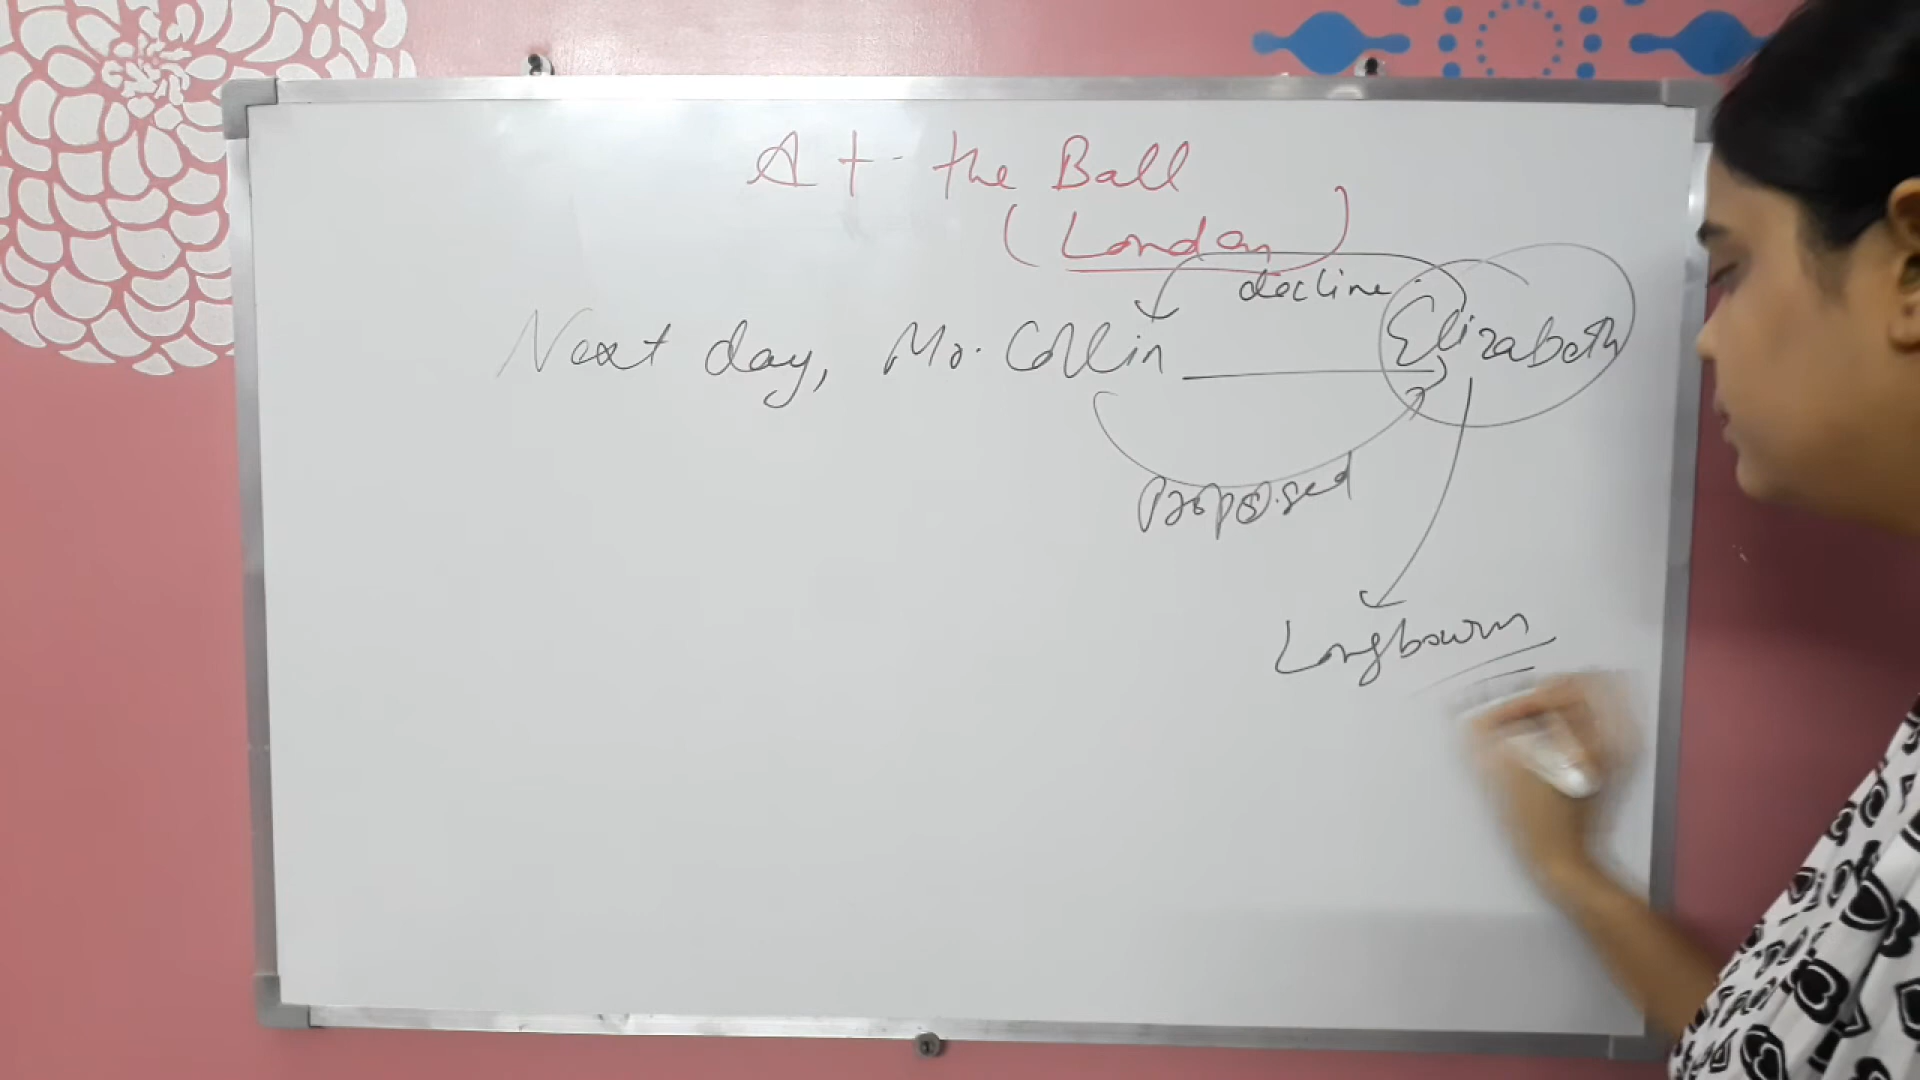 At the Ball
(London)
decline
Next day, Mr. Collin Elizabeth
Proposed
Longbourn